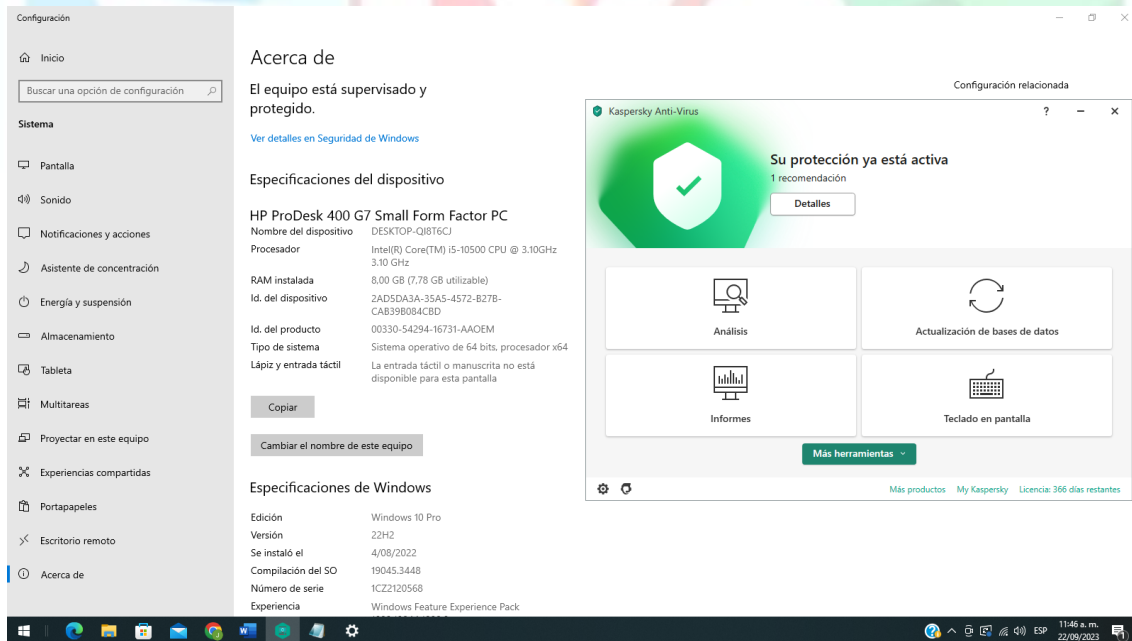 Configuración
Inicio
Buscar una opción de configuración
Sistema
Pantalla
Sonido
Notificaciones y acciones
Asistente de concentración
Energía y suspensión
Almacenamiento
Tableta
Multitareas
Proyectar en este equipo
Experiencias compartidas
Portapapeles
Escritorio remoto
Acerca de
Acerca de
El equipo está supervisado y
protegido.
Ver detalles en Seguridad de Windows
Especificaciones del dispositivo
HP ProDesk 400 G7 Small Form Factor PC
Nombre del dispositivo DESKTOP-QI8T6CJ
Procesador Intel(R) Core(TM) i5-10500 CPU @ 3.10GHz
3.10 GHz
RAM instalada 8,00 GB (7,78 GB utilizable)
Id. del dispositivo 2AD5DA3A-35A5-4572-B27B-
CAB39B084CBD
Id. del producto 00330-54294-16731-AAOEM
Tipo de sistema Sistema operativo de 64 bits, procesador x64
Lápiz y entrada táctil La entrada táctil o manuscrita no está
disponible para esta pantalla
Copiar
Cambiar el nombre de este equipo
Especificaciones de Windows
Edición Windows 10 Pro
Versión 22H2
Se instaló el 4/08/2022
Compilación del SO 19045.3448
Número de serie 1CZ2120568
Experiencia Windows Feature Experience Pack
Configuración relacionada
Kaspersky Anti-Virus
?
Su protección ya está activa
1 recomendación
Detalles
Análisis
Actualización de bases de datos
Informes
Teclado en pantalla
Más herramientas
Más productos My Kaspersky Licencia: 366 días restantes
ESP
11:46 a. m.
22/09/2023